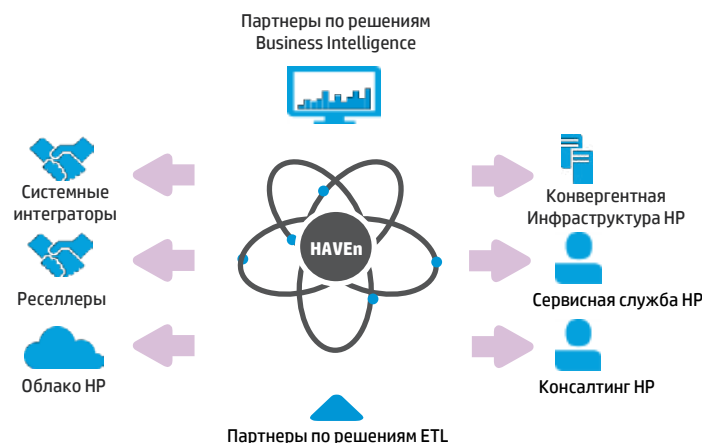 Партнеры по решениям
Business Intelligence
Системные
интеграторы
Конвергентная
Инфраструктура HP
HAVEn
Реселлеры
Сервисная служба HP
Облако HP
Консалтинг HP
Партнеры по решениям ETL